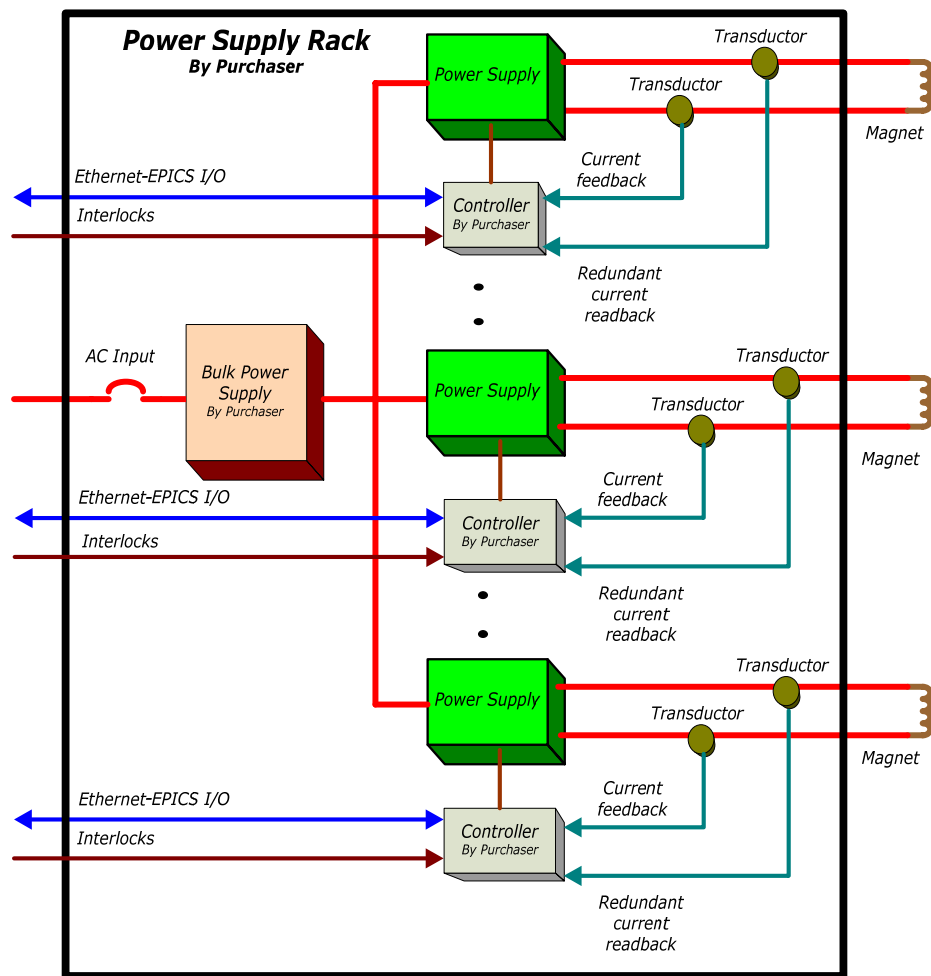 Power Supply Rack
By Purchaser
Power Supply
Transductor
Transductor
Magnet
Ethernet-EPICS I/O
Interlocks
Controller
By Purchaser
Current
feedback
Redundant
current
readback
AC Input
Bulk Power
Supply
By Purchaser
Power Supply
Transductor
Transductor
Magnet
Ethernet-EPICS I/O
Interlocks
Controller
By Purchaser
Current
feedback
Redundant
current
readback
Power Supply
Transductor
Transductor
Magnet
Ethernet-EPICS I/O
Interlocks
Controller
By Purchaser
Current
feedback
Redundant
current
readback